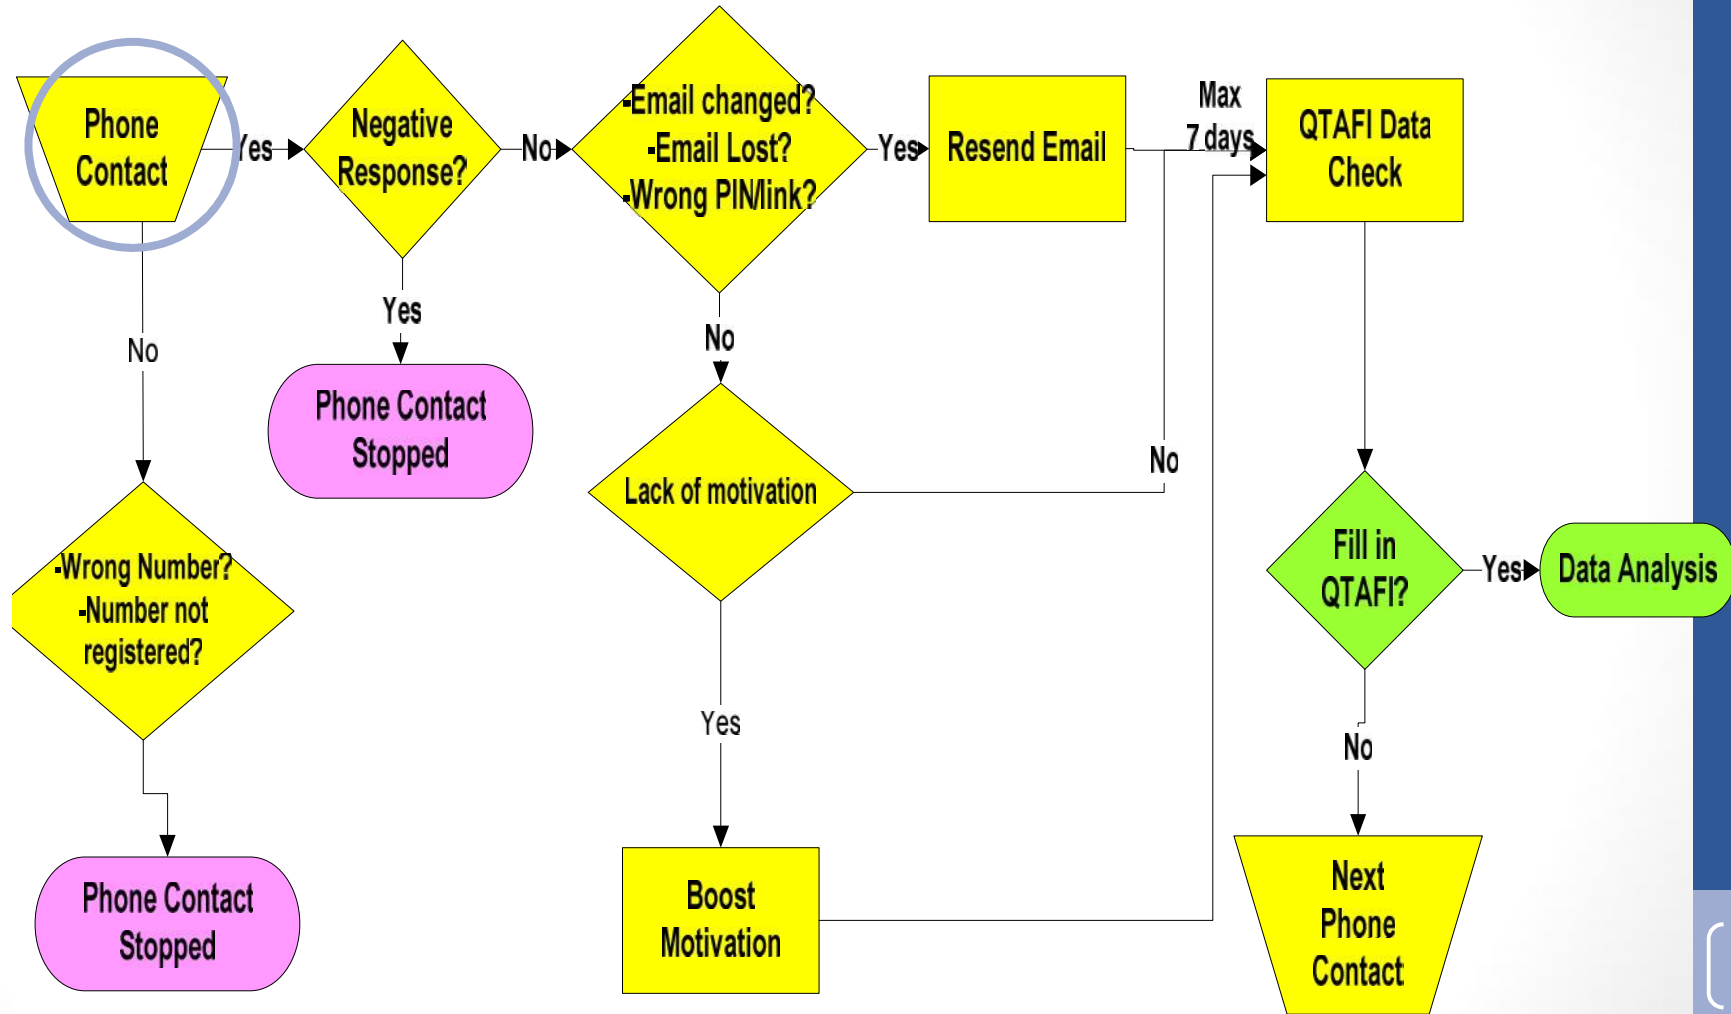 Phone
Contact
Yes
Negative
Response?
No
-Email changed?
-Email Lost?
-Wrong PIN/link?
Yes
Resend Email
Max
7 days
QTAFI Data
Check
No
Yes
Phone Contact
Stopped
No
Lack of motivation
No
-Wrong Number?
-Number not
registered?
Fill in
QTAFI?
Yes
Data Analysis
Yes
No
Phone Contact
Stopped
Boost
Motivation
Next
Phone
Contact